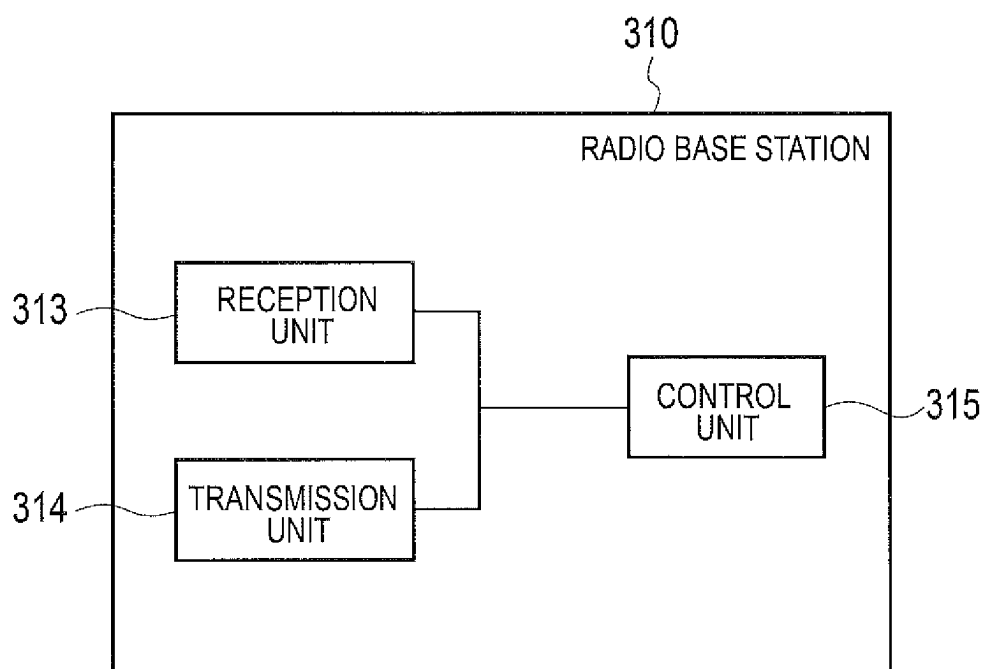 310
RADIO BASE STATION
313
RECEPTION
UNIT
CONTROL
UNIT
315
314
TRANSMISSION
UNIT